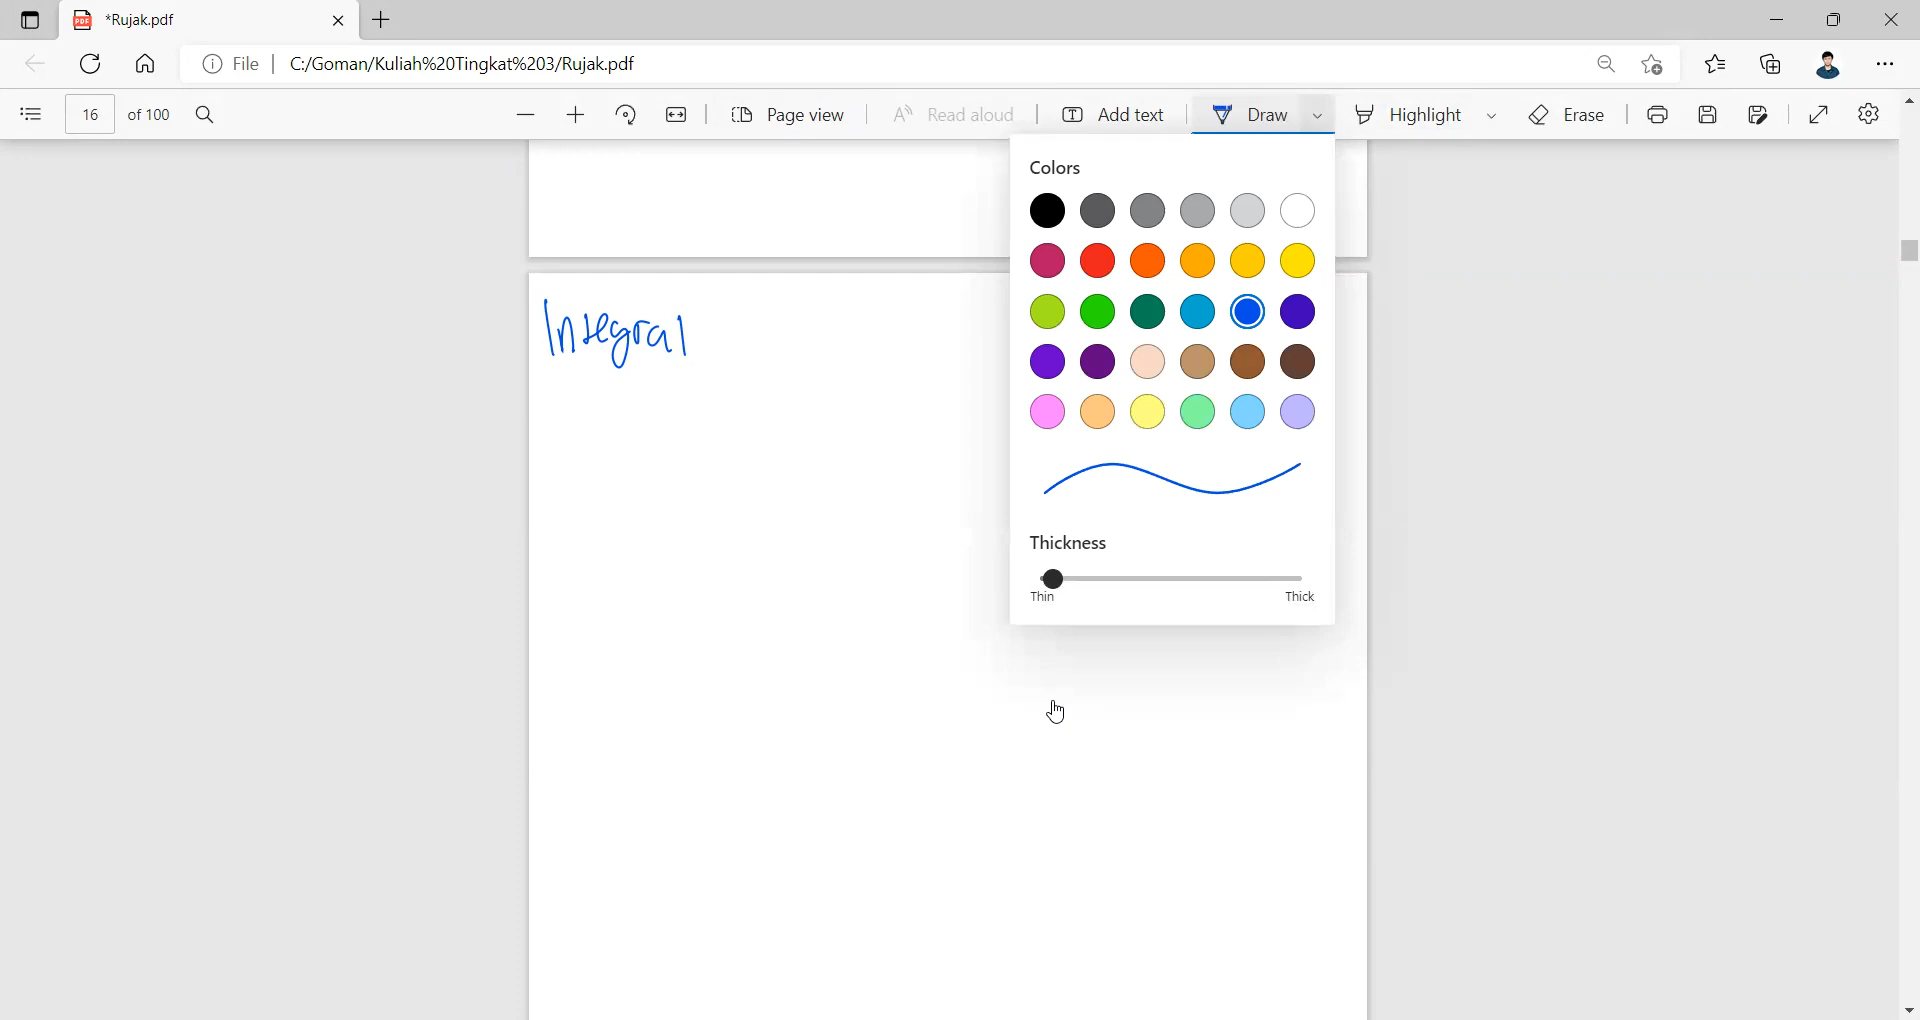 *Rujak.pdf
File C:/Goman/Kuliah%20Tingkat%203/Rujak.pdf
16 of 100 Page view Read aloud Add text Draw Highlight Erase
Colors
Integral
Thickness
Thin Thick